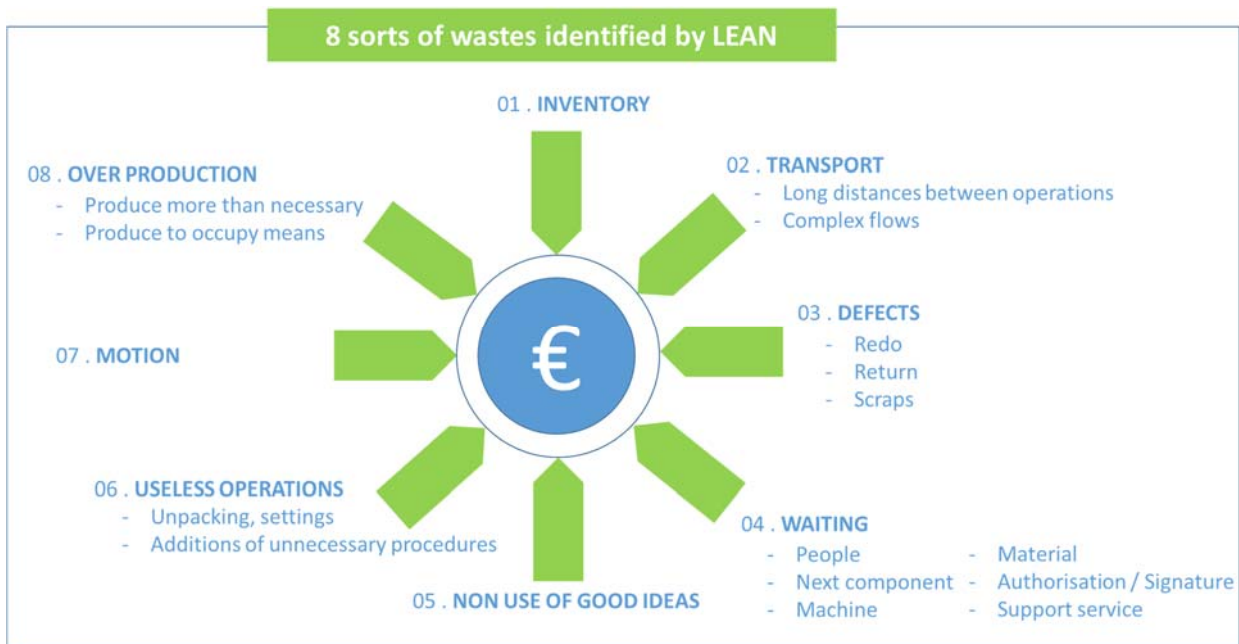 8 sorts of wastes identified by LEAN
01 . INVENTORY
02 . TRANSPORT
- Long distances between operations
- Complex flows
03 . DEFECTS
- Redo
- Return
- Scraps
04 . WAITING
- People
- Next component
- Machine
- Material
- Authorisation / Signature
- Support service
05 . NON USE OF GOOD IDEAS
06 . USELESS OPERATIONS
- Unpacking, settings
- Additions of unnecessary procedures
07 . MOTION
08 . OVER PRODUCTION
- Produce more than necessary
- Produce to occupy means
€